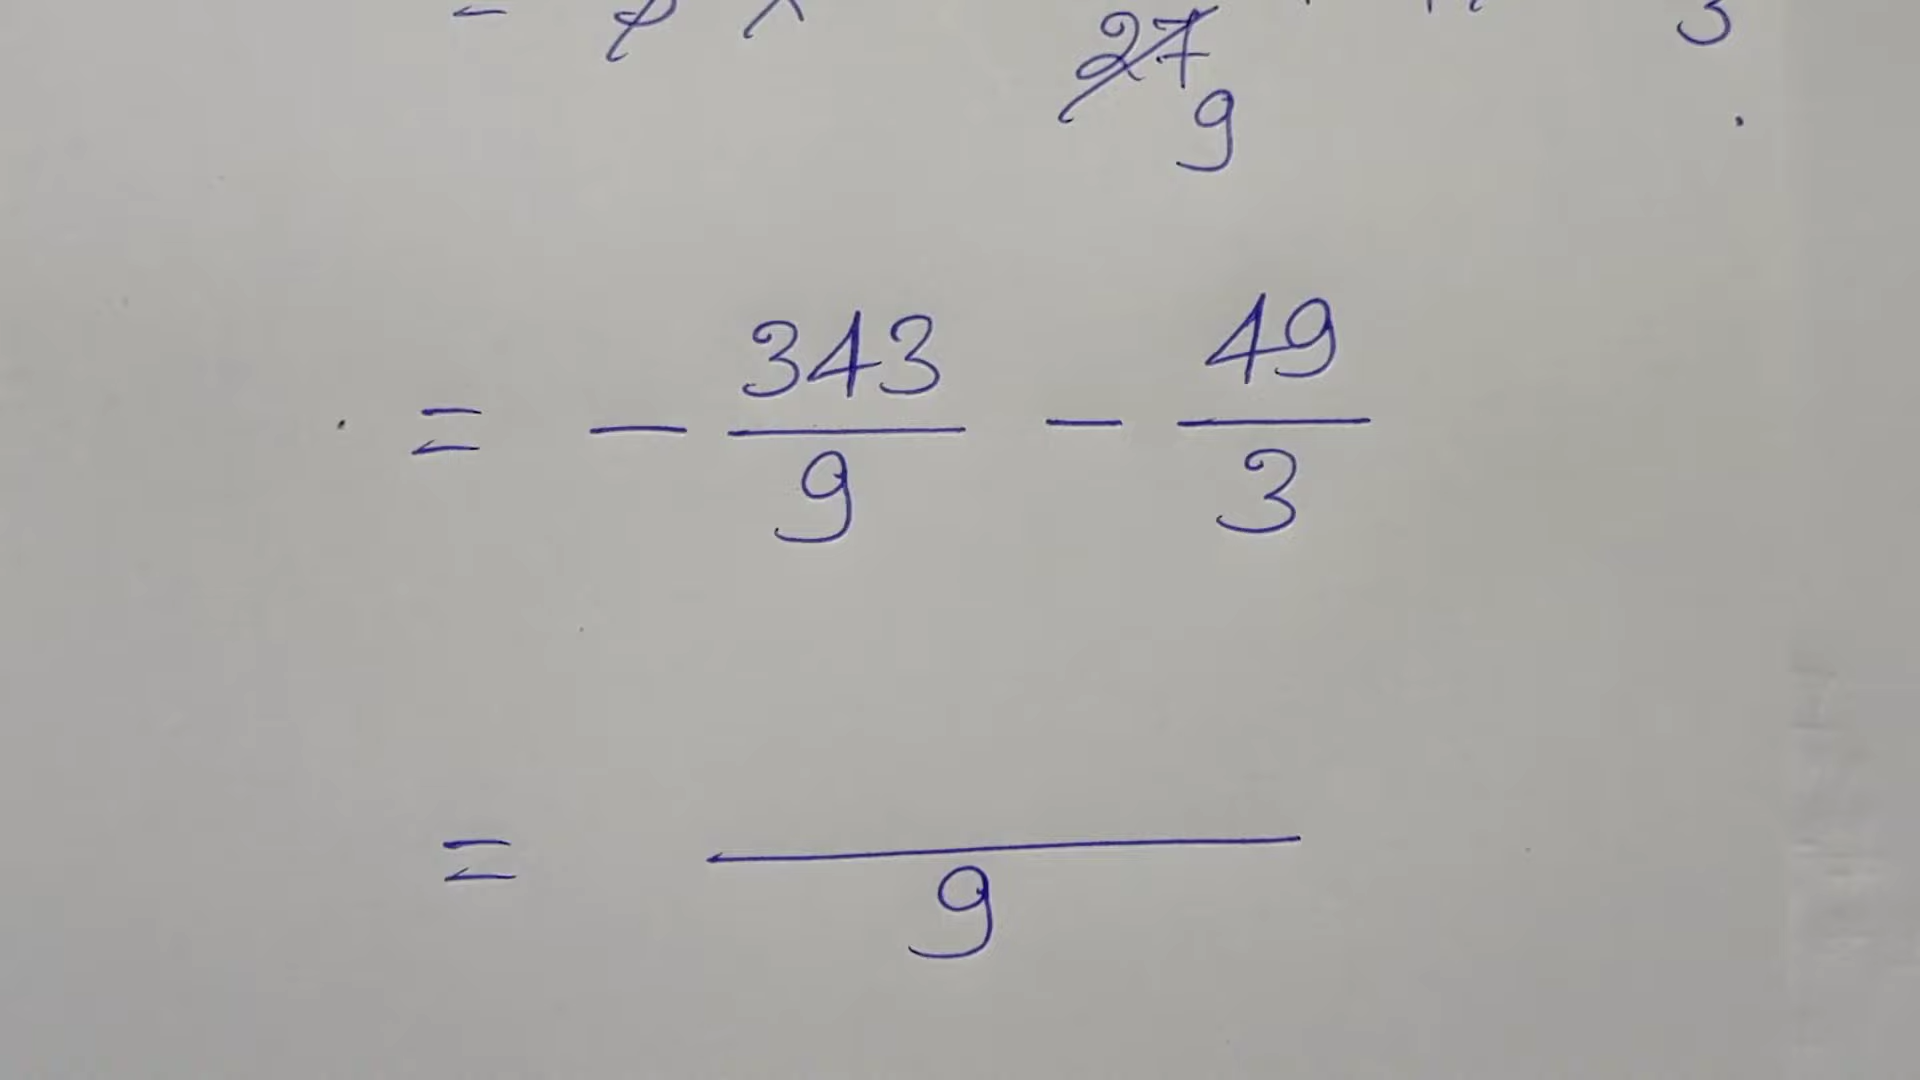 27 3
9
= - 343/9 - 49/3
= /9